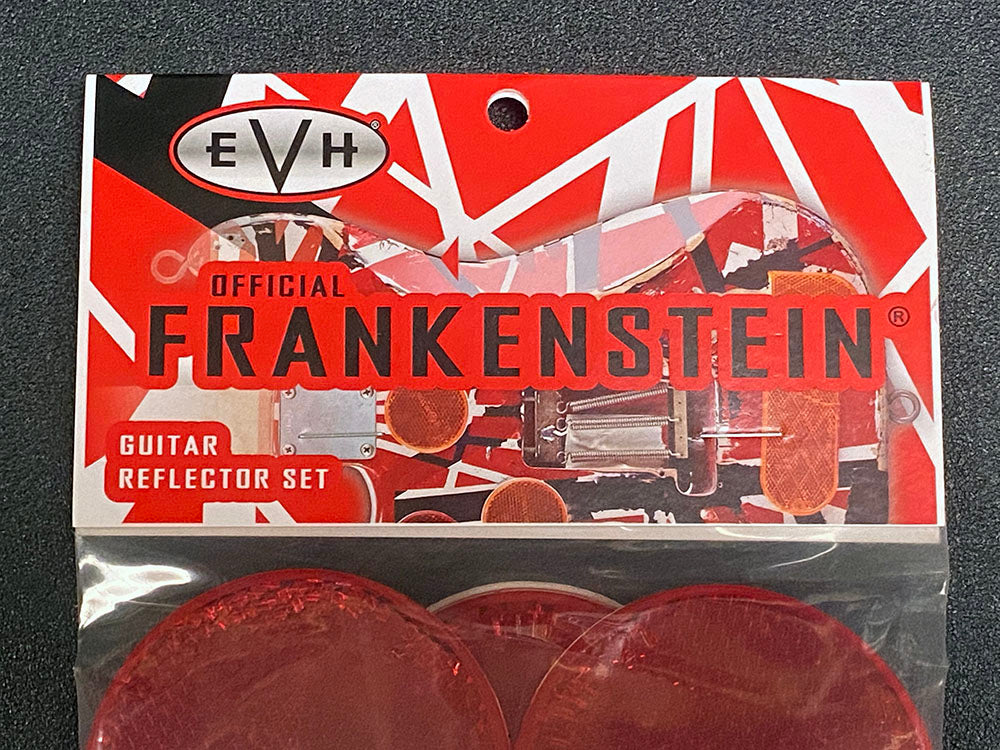 EVH®
OFFICIAL
FRANKENSTEIN®
GUITAR
REFLECTOR SET